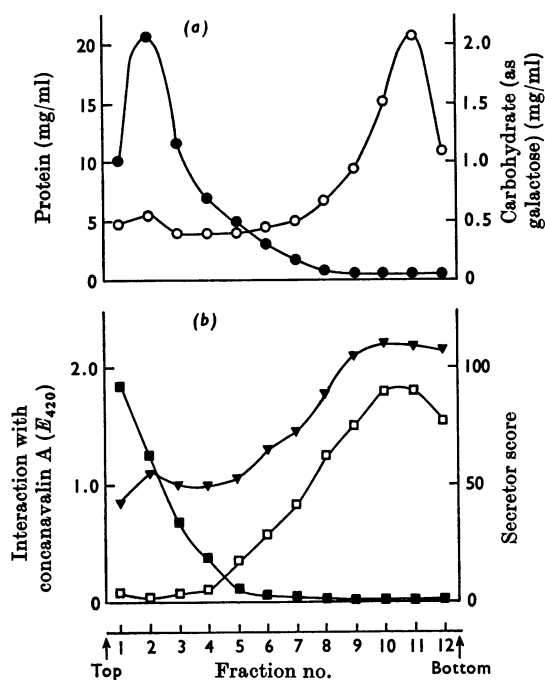 (a)
20
15
10
5
0
Protein (mg/ml)
2.0
1.5
1.0
0.5
0
Carbohydrate (as
galactose) (mg/ml)
(b)
2.0
1.0
0
Interaction with
concanavalin A (E420)
100
50
0
Secretor score
1 2 3 4 5 6 7 8 9 10 11 12
Top Fraction no. Bottom